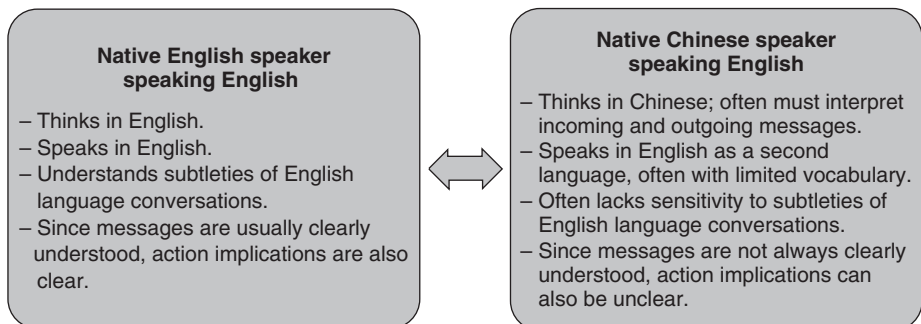 Native English speaker
speaking English
– Thinks in English.
– Speaks in English.
– Understands subtleties of English
language conversations.
– Since messages are usually clearly
understood, action implications are also
clear.
Native Chinese speaker
speaking English
– Thinks in Chinese; often must interpret
incoming and outgoing messages.
– Speaks in English as a second
language, often with limited vocabulary.
– Often lacks sensitivity to subtleties of
English language conversations.
– Since messages are not always clearly
understood, action implications can
also be unclear.